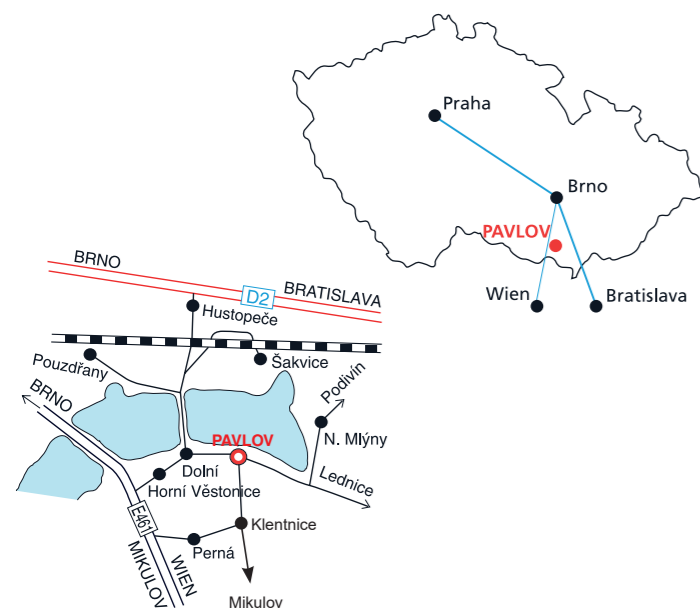 Praha
Brno
PAVLOV
Wien
Bratislava
BRNO
D2
BRATISLAVA
Hustopeče
Pouzdřany
Šakvice
Podivín
BRNO
N. Mlýny
PAVLOV
Dolní
Horní Věstonice
Lednice
E461
Klentnice
Perná
MIKULOV
WIEN
Mikulov